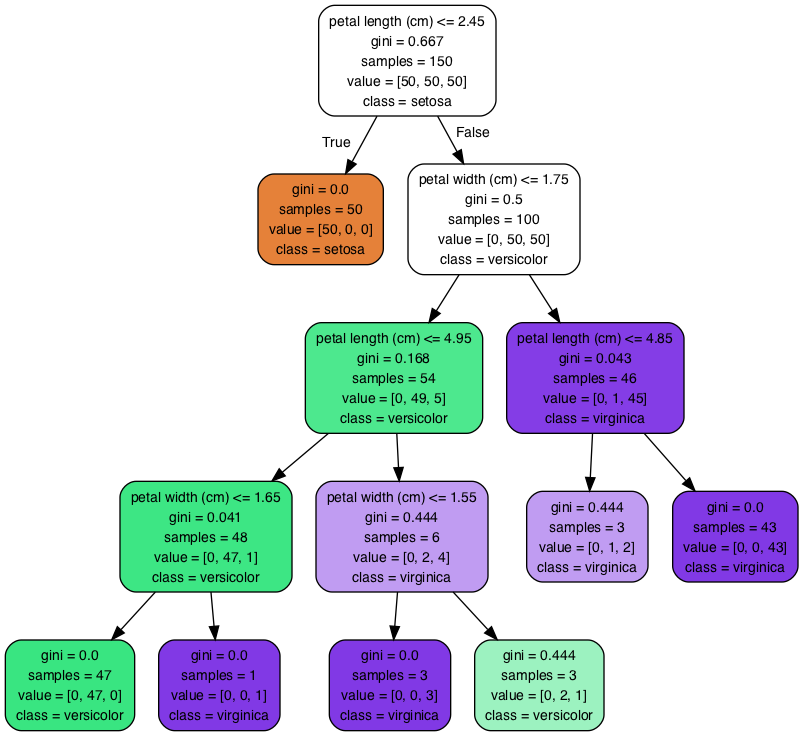 petal length (cm) <= 2.45
gini = 0.667
samples = 150
value = [50, 50, 50]
class = setosa
True
False
gini = 0.0
samples = 50
value = [50, 0, 0]
class = setosa
petal width (cm) <= 1.75
gini = 0.5
samples = 100
value = [0, 50, 50]
class = versicolor
petal length (cm) <= 4.95
gini = 0.168
samples = 54
value = [0, 49, 5]
class = versicolor
petal length (cm) <= 4.85
gini = 0.043
samples = 46
value = [0, 1, 45]
class = virginica
petal width (cm) <= 1.65
gini = 0.041
samples = 48
value = [0, 47, 1]
class = versicolor
petal width (cm) <= 1.55
gini = 0.444
samples = 6
value = [0, 2, 4]
class = virginica
gini = 0.444
samples = 3
value = [0, 1, 2]
class = virginica
gini = 0.0
samples = 43
value = [0, 0, 43]
class = virginica
gini = 0.0
samples = 47
value = [0, 47, 0]
class = versicolor
gini = 0.0
samples = 1
value = [0, 0, 1]
class = virginica
gini = 0.0
samples = 3
value = [0, 0, 3]
class = virginica
gini = 0.444
samples = 3
value = [0, 2, 1]
class = versicolor